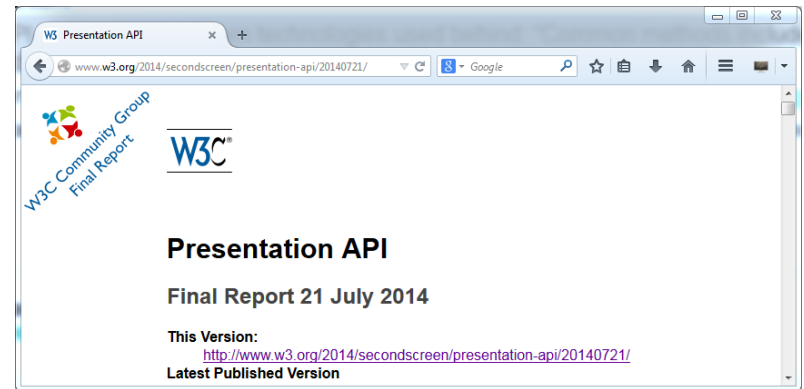 W3 Presentation API
www.w3.org/2014/secondscreen/presentation-api/20140721/
8 Google
W3C Community Group
Final Report
W3C®
Presentation API
Final Report 21 July 2014
This Version:
http://www.w3.org/2014/secondscreen/presentation-api/20140721/
Latest Published Version